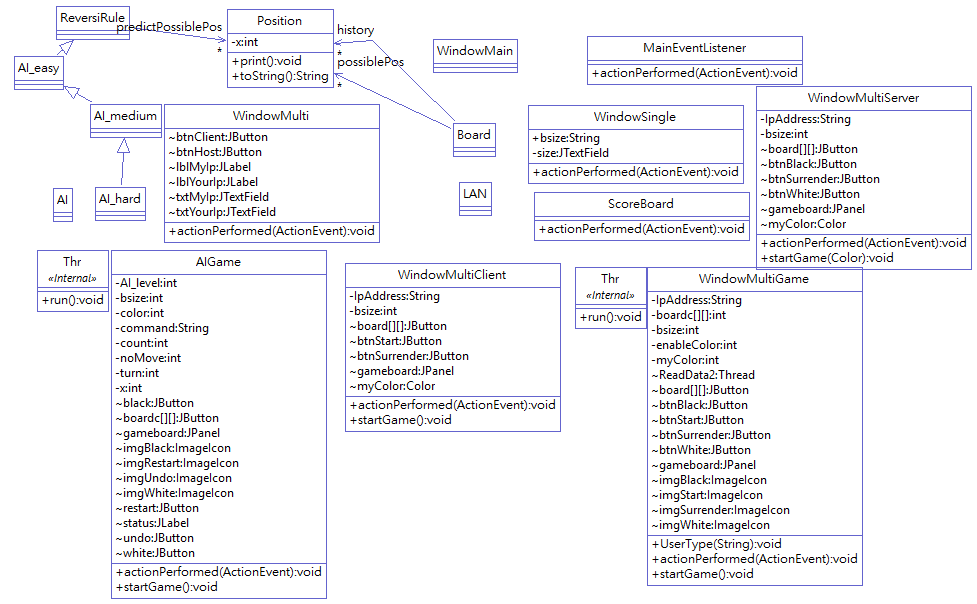 ReversiRule
predictPossiblePos
*
Position
-x:int
+print():void
+toString():String
history
*
possiblePos
*
WindowMain
MainEventListener
+actionPerformed(ActionEvent):void
AI_easy
AI_medium
AI_hard
AI
WindowMulti
~btnClient:JButton
~btnHost:JButton
~lblMyIp:JLabel
~lblYourIp:JLabel
~txtMyIp:JTextField
~txtYourIp:JTextField
+actionPerformed(ActionEvent):void
Board
LAN
WindowSingle
+bsize:String
-size:JTextField
+actionPerformed(ActionEvent):void
ScoreBoard
+actionPerformed(ActionEvent):void
WindowMultiServer
-IpAddress:String
-bsize:int
~board[][]:JButton
~btnBlack:JButton
~btnSurrender:JButton
~btnWhite:JButton
~gameboard:JPanel
~myColor:Color
+actionPerformed(ActionEvent):void
+startGame(Color):void
Thr
«Internal»
+run():void
AIGame
-AI_level:int
-bsize:int
-color:int
-command:String
-count:int
-noMove:int
-turn:int
-x:int
~black:JButton
~boardc[][]:JButton
~gameboard:JPanel
~imgBlack:ImageIcon
~imgRestart:ImageIcon
~imgUndo:ImageIcon
~imgWhite:ImageIcon
~restart:JButton
~status:JLabel
~undo:JButton
~white:JButton
+actionPerformed(ActionEvent):void
+startGame():void
WindowMultiClient
-IpAddress:String
-bsize:int
~board[][]:JButton
~btnStart:JButton
~btnSurrender:JButton
~gameboard:JPanel
~myColor:Color
+actionPerformed(ActionEvent):void
+startGame():void
Thr
«Internal»
+run():void
WindowMultiGame
-IpAddress:String
-boardc[][]:int
-bsize:int
-enableColor:int
-myColor:int
~ReadData2:Thread
~board[][]:JButton
~btnBlack:JButton
~btnStart:JButton
~btnSurrender:JButton
~btnWhite:JButton
~gameboard:JPanel
~imgBlack:ImageIcon
~imgStart:ImageIcon
~imgSurrender:ImageIcon
~imgWhite:ImageIcon
+UserType(String):void
+actionPerformed(ActionEvent):void
+startGame():void